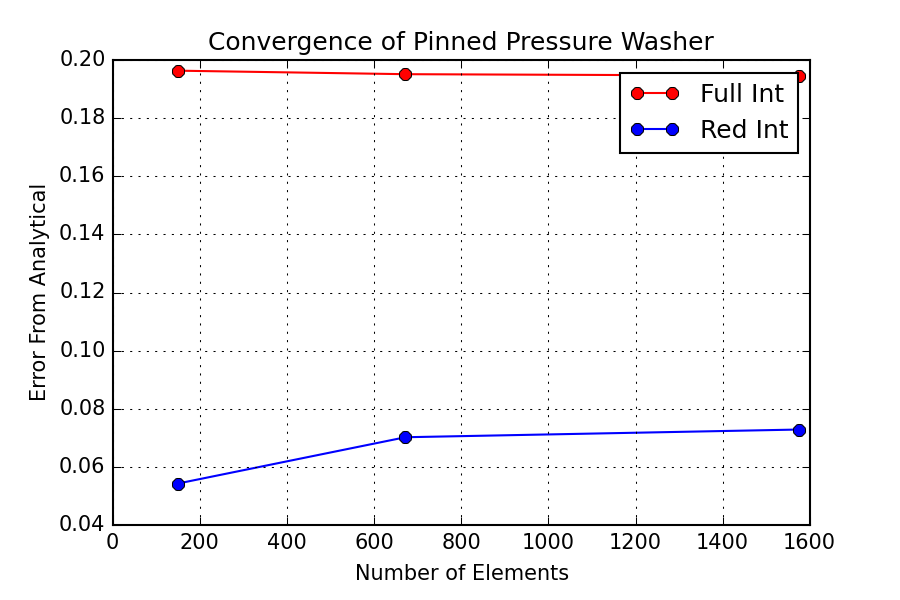 Convergence of Pinned Pressure Washer
0.20
0.18
0.16
0.14
0.12
0.10
0.08
0.06
0.04
Error From Analytical
Full Int
Red Int
0 200 400 600 800 1000 1200 1400 1600
Number of Elements